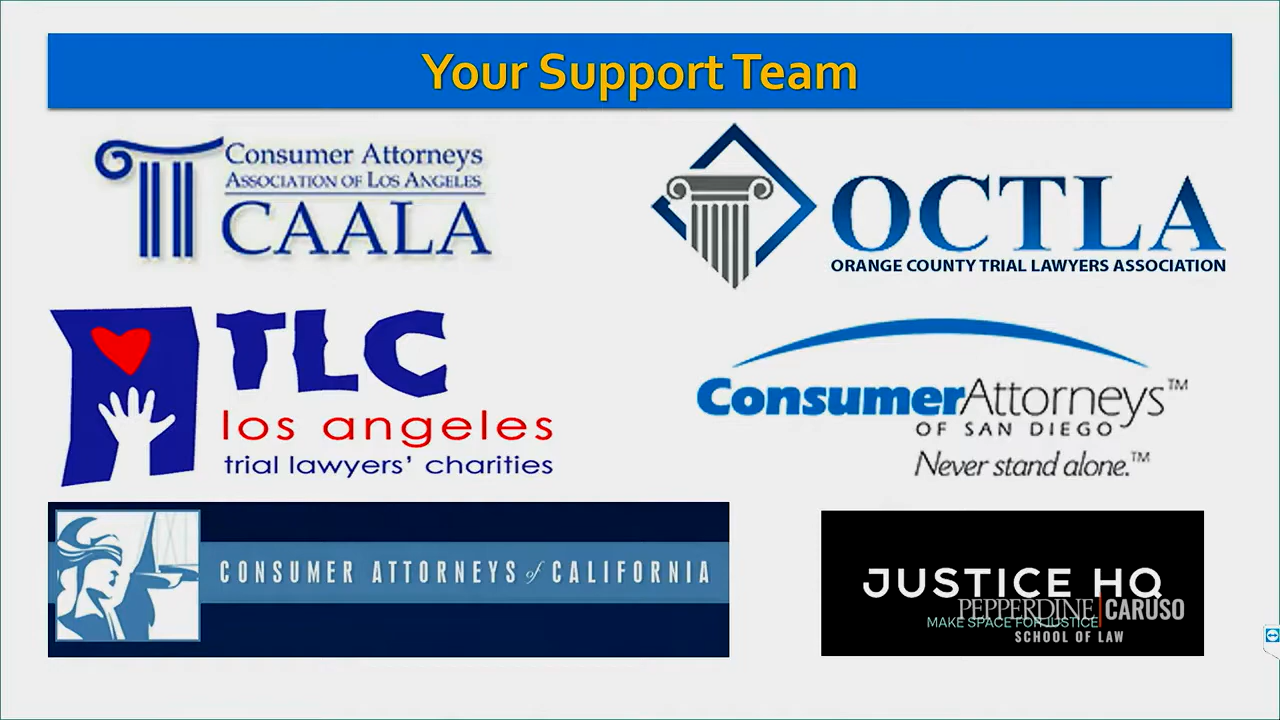 Your Support Team
Consumer Attorneys
Association of Los Angeles
CAALA
OCTLA
ORANGE COUNTY TRIAL LAWYERS ASSOCIATION
TLC
los angeles
trial lawyers' charities
ConsumerAttorneys™
OF SAN DIEGO
Never stand alone.™
CONSUMER ATTORNEYS of CALIFORNIA
JUSTICE HQ
PEPPERDINE CARUSO
MAKE SPACE FOR JUSTICE
SCHOOL OF LAW